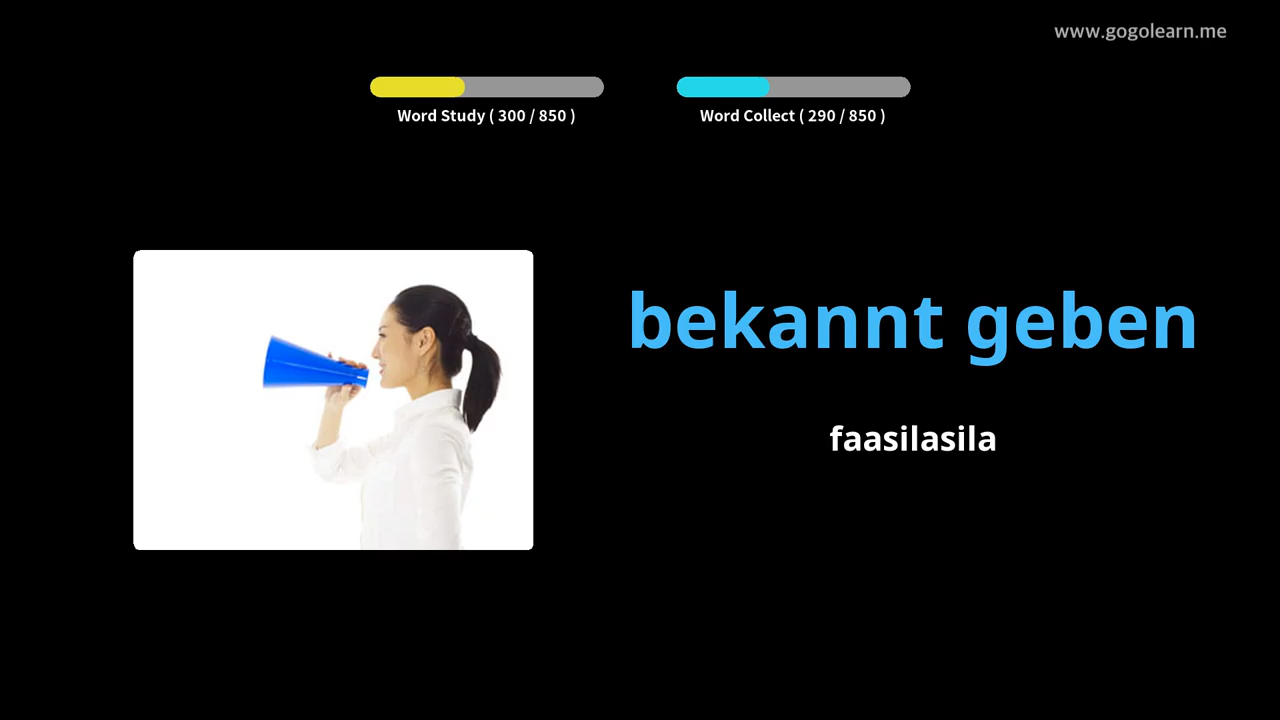 www.gogolearn.me
Word Study ( 300 / 850 )
Word Collect ( 290 / 850 )
bekannt geben
faasilasila